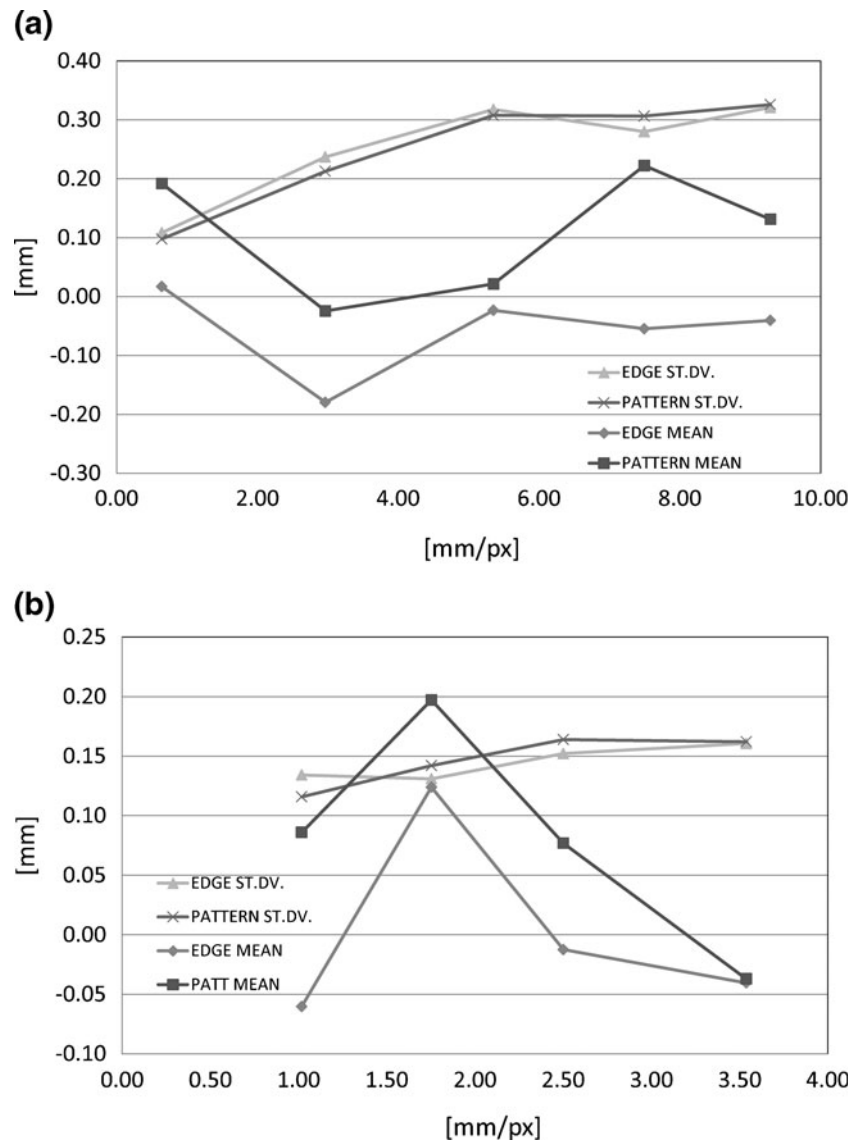 (a)
0.40
0.30
0.20
0.10
0.00
-0.10
-0.20
-0.30
[mm]
EDGE ST.DV.
PATTERN ST.DV.
EDGE MEAN
PATTERN MEAN
0.00 2.00 4.00 6.00 8.00 10.00
[mm/px]
(b)
0.25
0.20
0.15
0.10
0.05
0.00
-0.05
-0.10
[mm]
EDGE ST.DV.
PATTERN ST.DV.
EDGE MEAN
PATT MEAN
0.00 0.50 1.00 1.50 2.00 2.50 3.00 3.50 4.00
[mm/px]